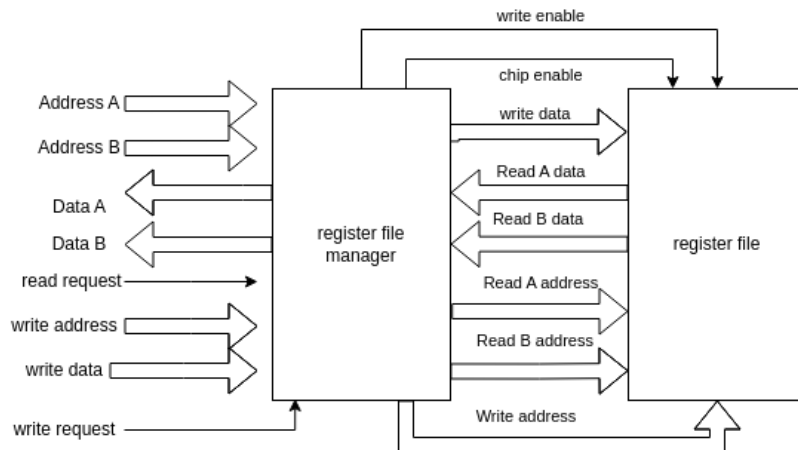 write enable
chip enable
Address A
write data
Address B
Read A data
Data A
Read B data
register file
manager
register file
Data B
read request
Read A address
write address
Read B address
write data
Write address
write request